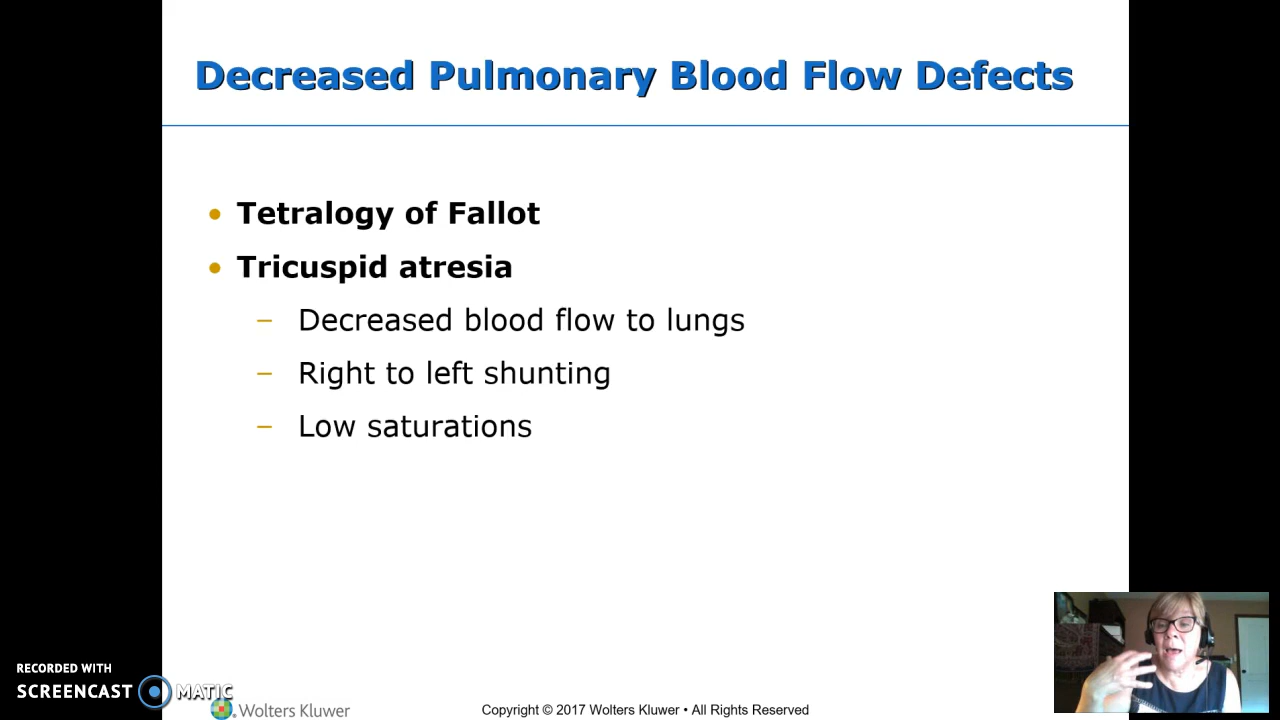 Decreased Pulmonary Blood Flow Defects
• Tetralogy of Fallot
• Tricuspid atresia
– Decreased blood flow to lungs
– Right to left shunting
– Low saturations
RECORDED WITH
SCREENCAST MATIC
Wolters Kluwer
Copyright © 2017 Wolters Kluwer • All Rights Reserved